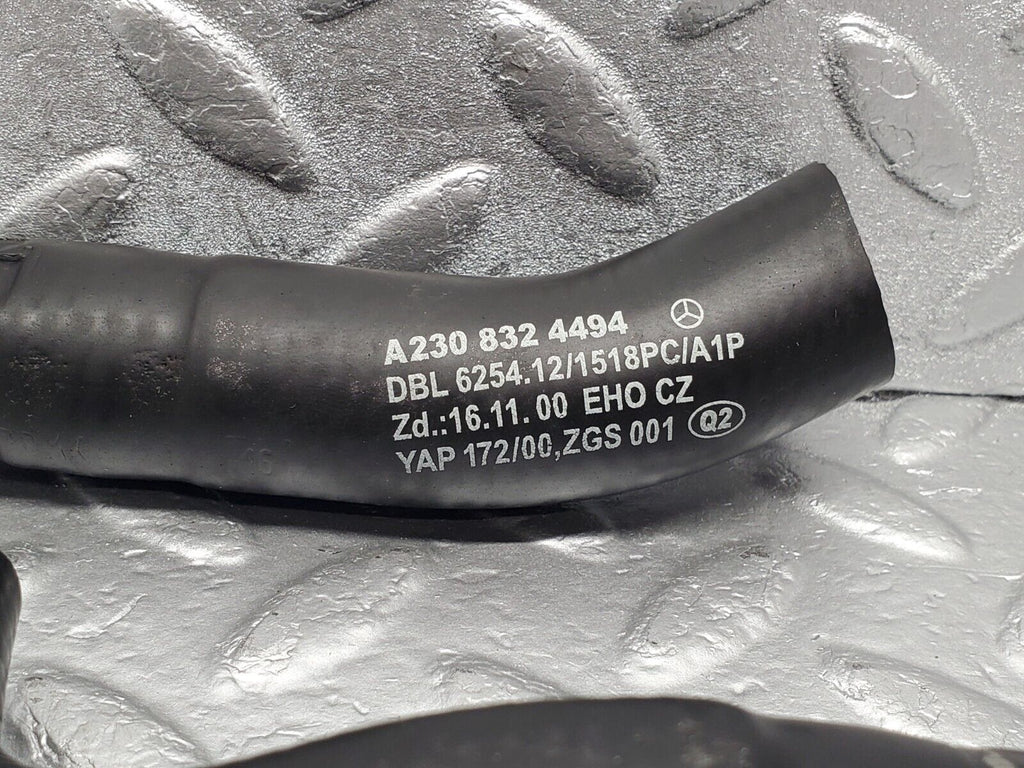 A230 832 4494
DBL 6254.12/1518PC/A1P
Zd.:16.11.00 EHO CZ
YAP 172/00,ZGS 001 Q2